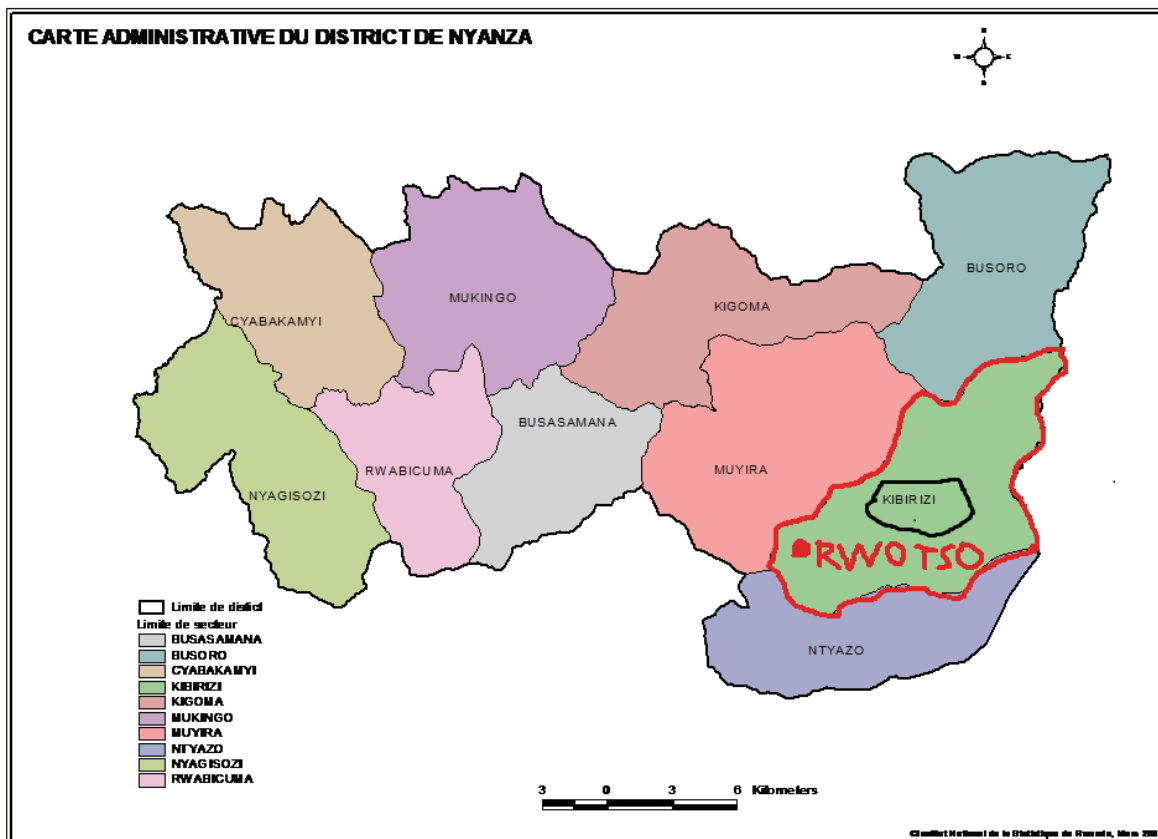 CARTE ADMINISTRATIVE DU DISTRICT DE NYANZA
BUSORO
MUKINGO
KIGOMA
CYABAKAMYI
BUSASAMANA
MUYIRA
RWABICUMA
NYAGISOZI
KIBIRIZI
RWOTSO
NTYAZO
Limite de district
Limite de secteur
BUSASAMANA
BUSORO
CYABAKAMYI
KIBIRIZI
KIGOMA
MUKINGO
MUYIRA
NTYAZO
NYAGISOZI
RWABICUMA
3 0 3 6 Kilometers